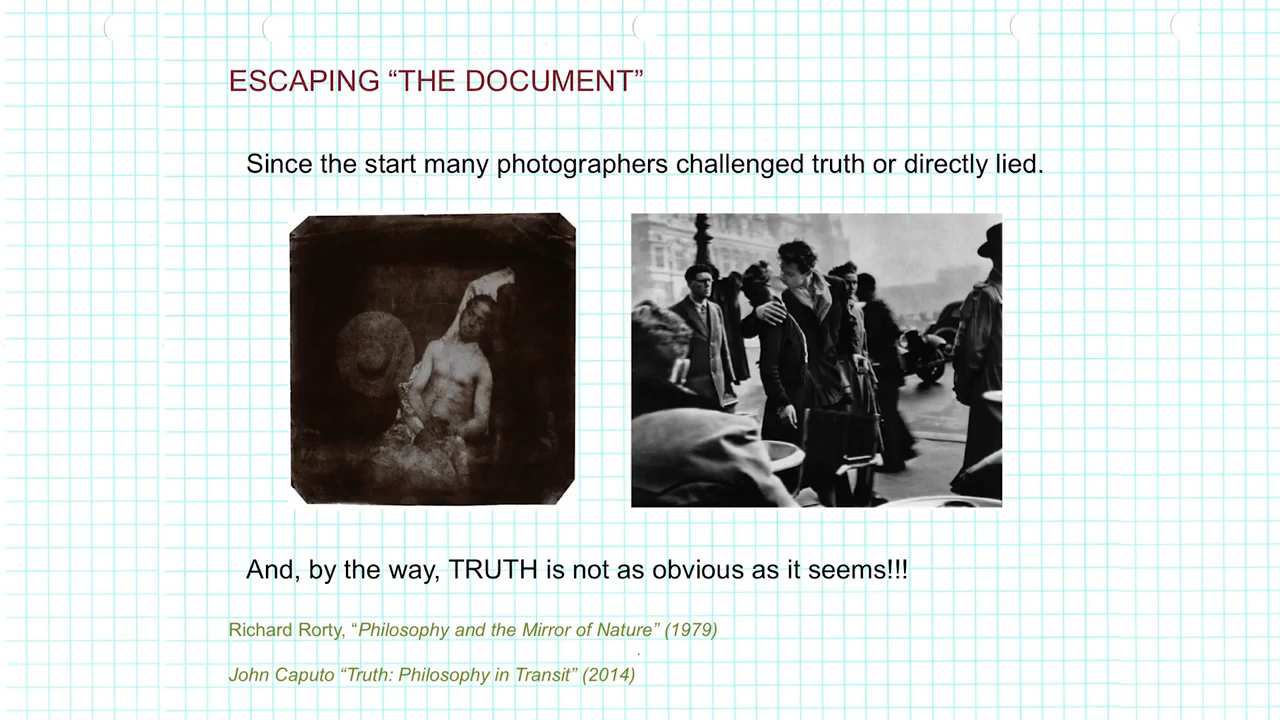 ESCAPING “THE DOCUMENT”
Since the start many photographers challenged truth or directly lied.
And, by the way, TRUTH is not as obvious as it seems!!!
Richard Rorty, “Philosophy and the Mirror of Nature” (1979)
John Caputo “Truth: Philosophy in Transit” (2014)